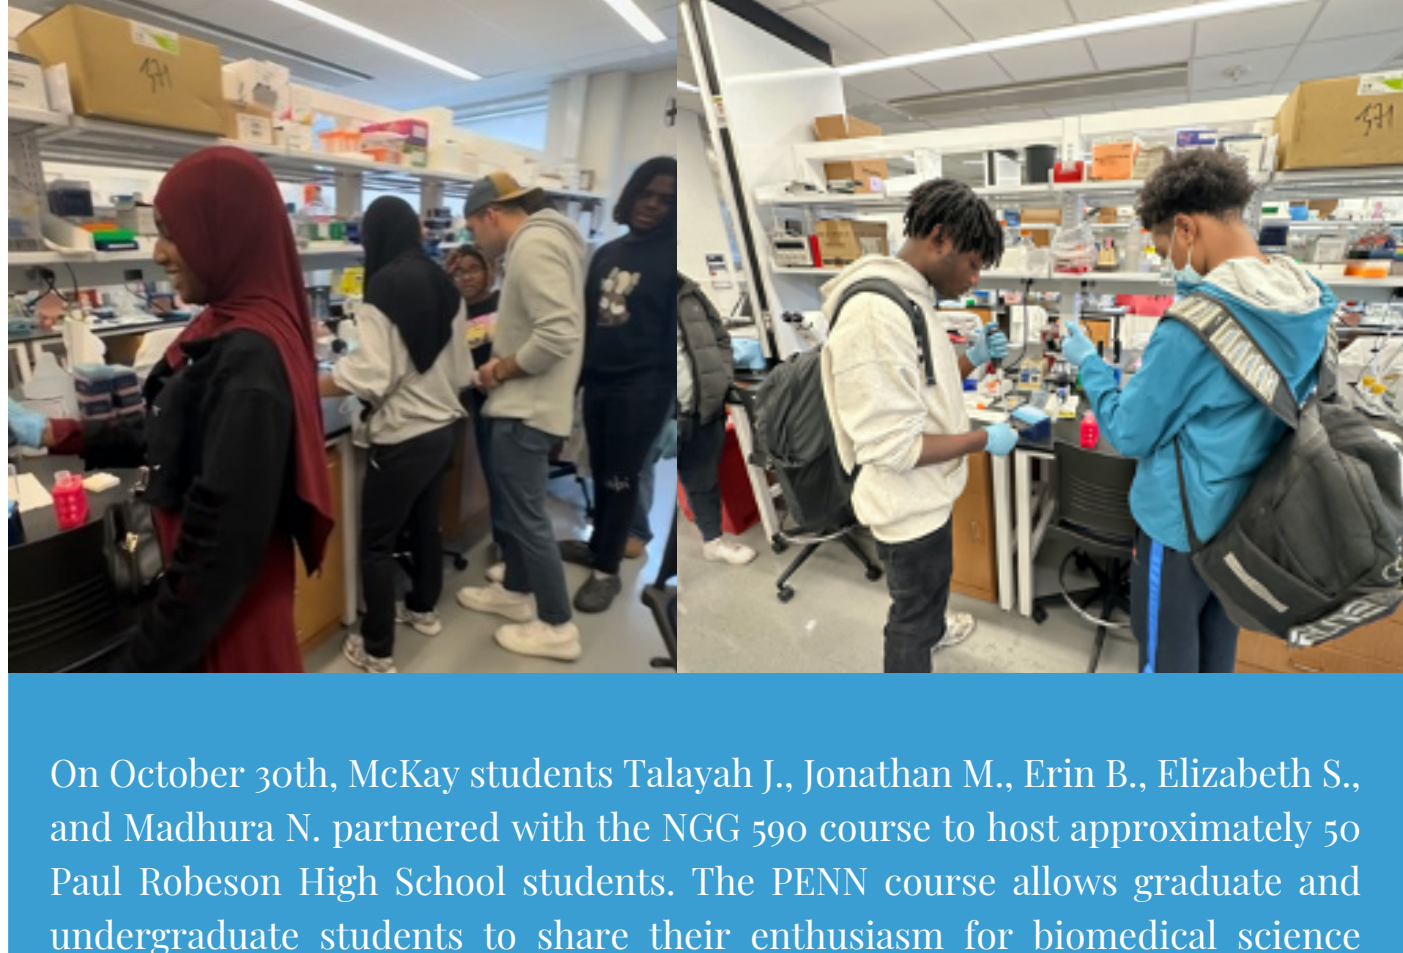 371
371
On October 30th, McKay students Talayah J., Jonathan M., Erin B., Elizabeth S.,
and Madhura N. partnered with the NGG 590 course to host approximately 50
Paul Robeson High School students. The PENN course allows graduate and
undergraduate students to share their enthusiasm for biomedical science